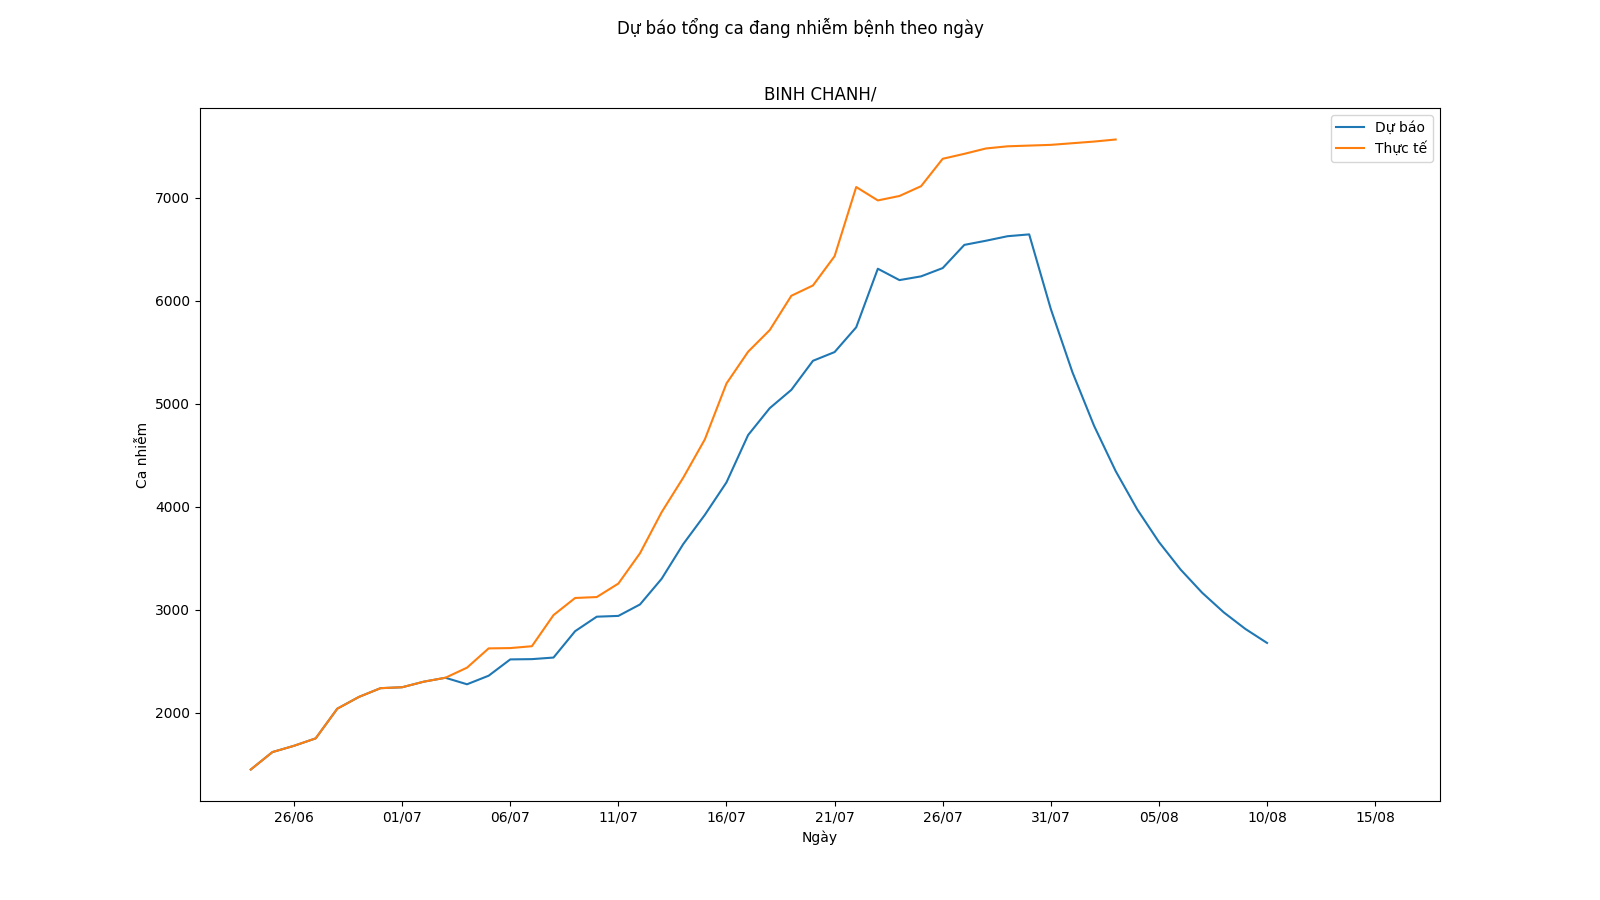 Dự báo tổng ca đang nhiễm bệnh theo ngày
BINH CHANH/
Dự báo
Thực tế
7000
6000
5000
4000
3000
2000
Ca nhiễm
26/06 01/07 06/07 11/07 16/07 21/07 26/07 31/07 05/08 10/08 15/08
Ngày